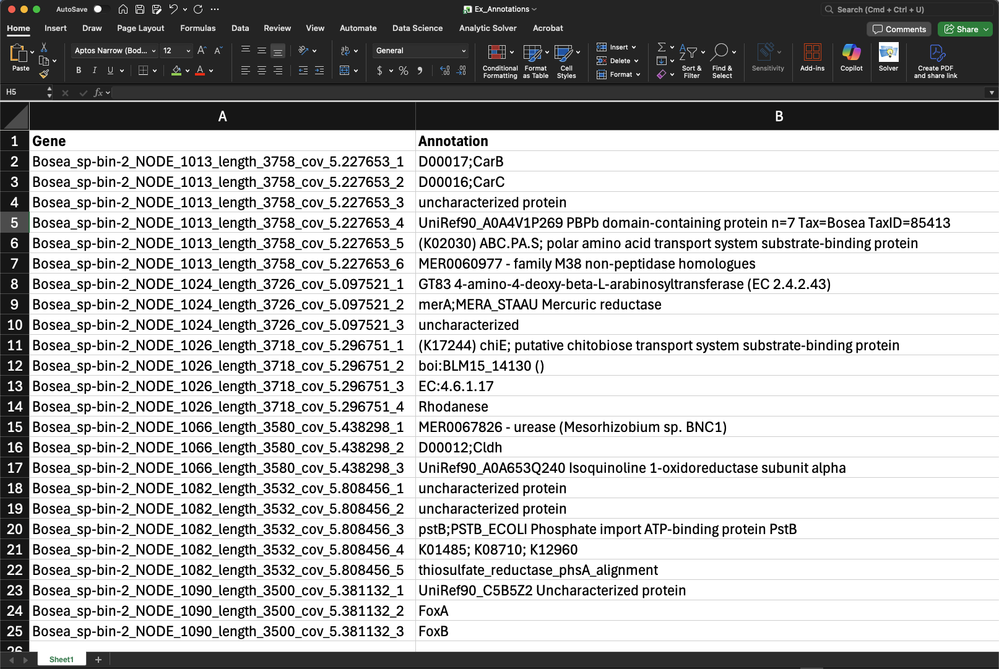 AutoSave
Ex_Annotations
Search (Cmd + Ctrl + U)
Home Insert Draw Page Layout Formulas Data Review View Automate Data Science Analytic Solver Acrobat
Comments Share
Paste
Aptos Narrow (Bod... 12 A^ A
B I U A
ab
General
$ % 9 .00 .00
Conditional Formatting
Format as Table
Cell Styles
Insert
Delete
Format
Sort & Filter
Find & Select
Sensitivity
Add-ins
Copilot
Solver
Create PDF and share link
H5 fx
A B
1 Gene Annotation
2 Bosea_sp-bin-2_NODE_1013_length_3758_cov_5.227653_1 D00017;CarB
3 Bosea_sp-bin-2_NODE_1013_length_3758_cov_5.227653_2 D00016;CarC
4 Bosea_sp-bin-2_NODE_1013_length_3758_cov_5.227653_3 uncharacterized protein
5 Bosea_sp-bin-2_NODE_1013_length_3758_cov_5.227653_4 UniRef90_A0A4V1P269 PBPb domain-containing protein n=7 Tax=Bosea TaxID=85413
6 Bosea_sp-bin-2_NODE_1013_length_3758_cov_5.227653_5 (K02030) ABC.PA.S; polar amino acid transport system substrate-binding protein
7 Bosea_sp-bin-2_NODE_1013_length_3758_cov_5.227653_6 MER0060977 - family M38 non-peptidase homologues
8 Bosea_sp-bin-2_NODE_1024_length_3726_cov_5.097521_1 GT83 4-amino-4-deoxy-beta-L-arabinosyltransferase (EC 2.4.2.43)
9 Bosea_sp-bin-2_NODE_1024_length_3726_cov_5.097521_2 merA;MERA_STAAU Mercuric reductase
10 Bosea_sp-bin-2_NODE_1024_length_3726_cov_5.097521_3 uncharacterized
11 Bosea_sp-bin-2_NODE_1026_length_3718_cov_5.296751_1 (K17244) chiE; putative chitobiose transport system substrate-binding protein
12 Bosea_sp-bin-2_NODE_1026_length_3718_cov_5.296751_2 boi:BLM15_14130 ()
13 Bosea_sp-bin-2_NODE_1026_length_3718_cov_5.296751_3 EC:4.6.1.17
14 Bosea_sp-bin-2_NODE_1026_length_3718_cov_5.296751_4 Rhodanese
15 Bosea_sp-bin-2_NODE_1066_length_3580_cov_5.438298_1 MER0067826 - urease (Mesorhizobium sp. BNC1)
16 Bosea_sp-bin-2_NODE_1066_length_3580_cov_5.438298_2 D00012;Cldh
17 Bosea_sp-bin-2_NODE_1066_length_3580_cov_5.438298_3 UniRef90_A0A653Q240 Isoquinoline 1-oxidoreductase subunit alpha
18 Bosea_sp-bin-2_NODE_1082_length_3532_cov_5.808456_1 uncharacterized protein
19 Bosea_sp-bin-2_NODE_1082_length_3532_cov_5.808456_2 uncharacterized protein
20 Bosea_sp-bin-2_NODE_1082_length_3532_cov_5.808456_3 pstB;PSTB_ECOLI Phosphate import ATP-binding protein PstB
21 Bosea_sp-bin-2_NODE_1082_length_3532_cov_5.808456_4 K01485; K08710; K12960
22 Bosea_sp-bin-2_NODE_1082_length_3532_cov_5.808456_5 thiosulfate_reductase_phsA_alignment
23 Bosea_sp-bin-2_NODE_1090_length_3500_cov_5.381132_1 UniRef90_C5B5Z2 Uncharacterized protein
24 Bosea_sp-bin-2_NODE_1090_length_3500_cov_5.381132_2 FoxA
25 Bosea_sp-bin-2_NODE_1090_length_3500_cov_5.381132_3 FoxB
26
Sheet1 +